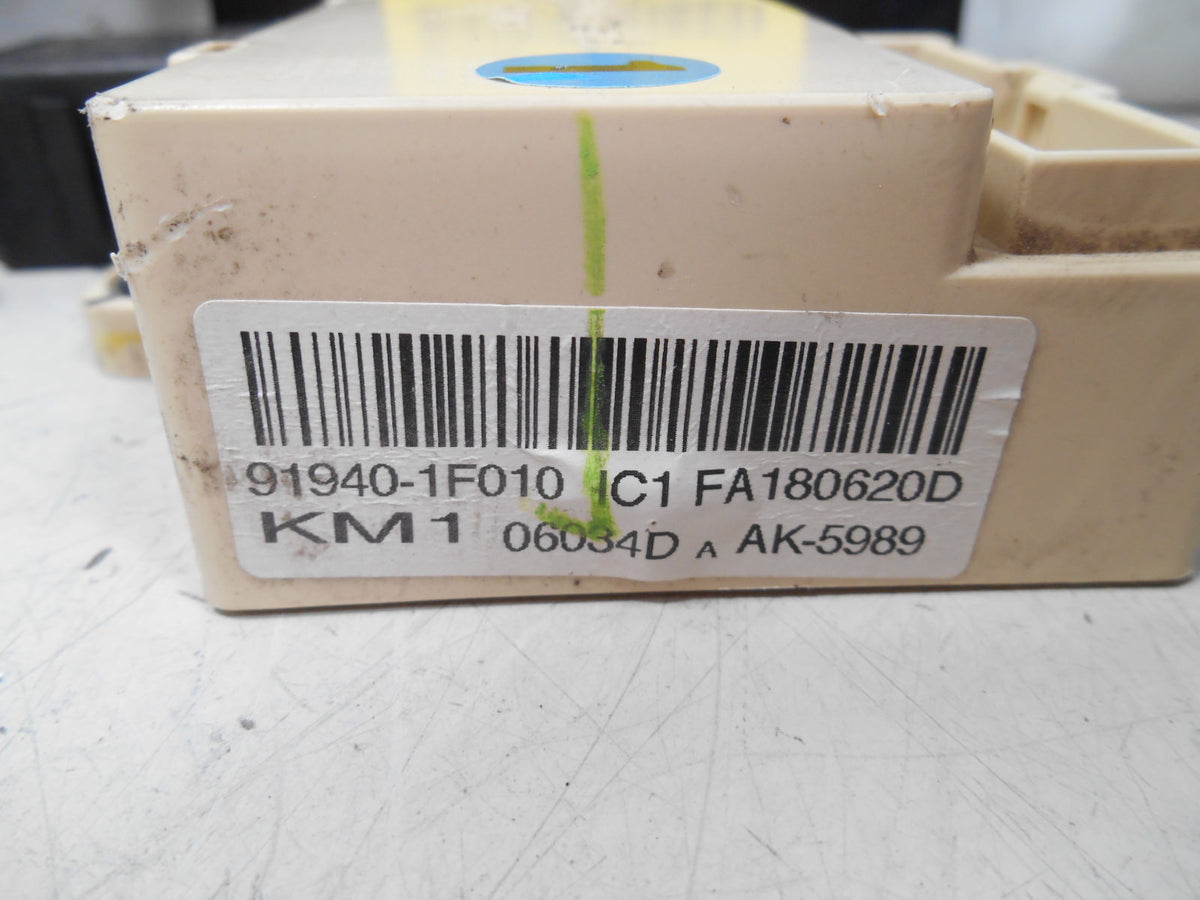 91940-1F010 IC1 FA180620D
KM1 06034D A AK-5989